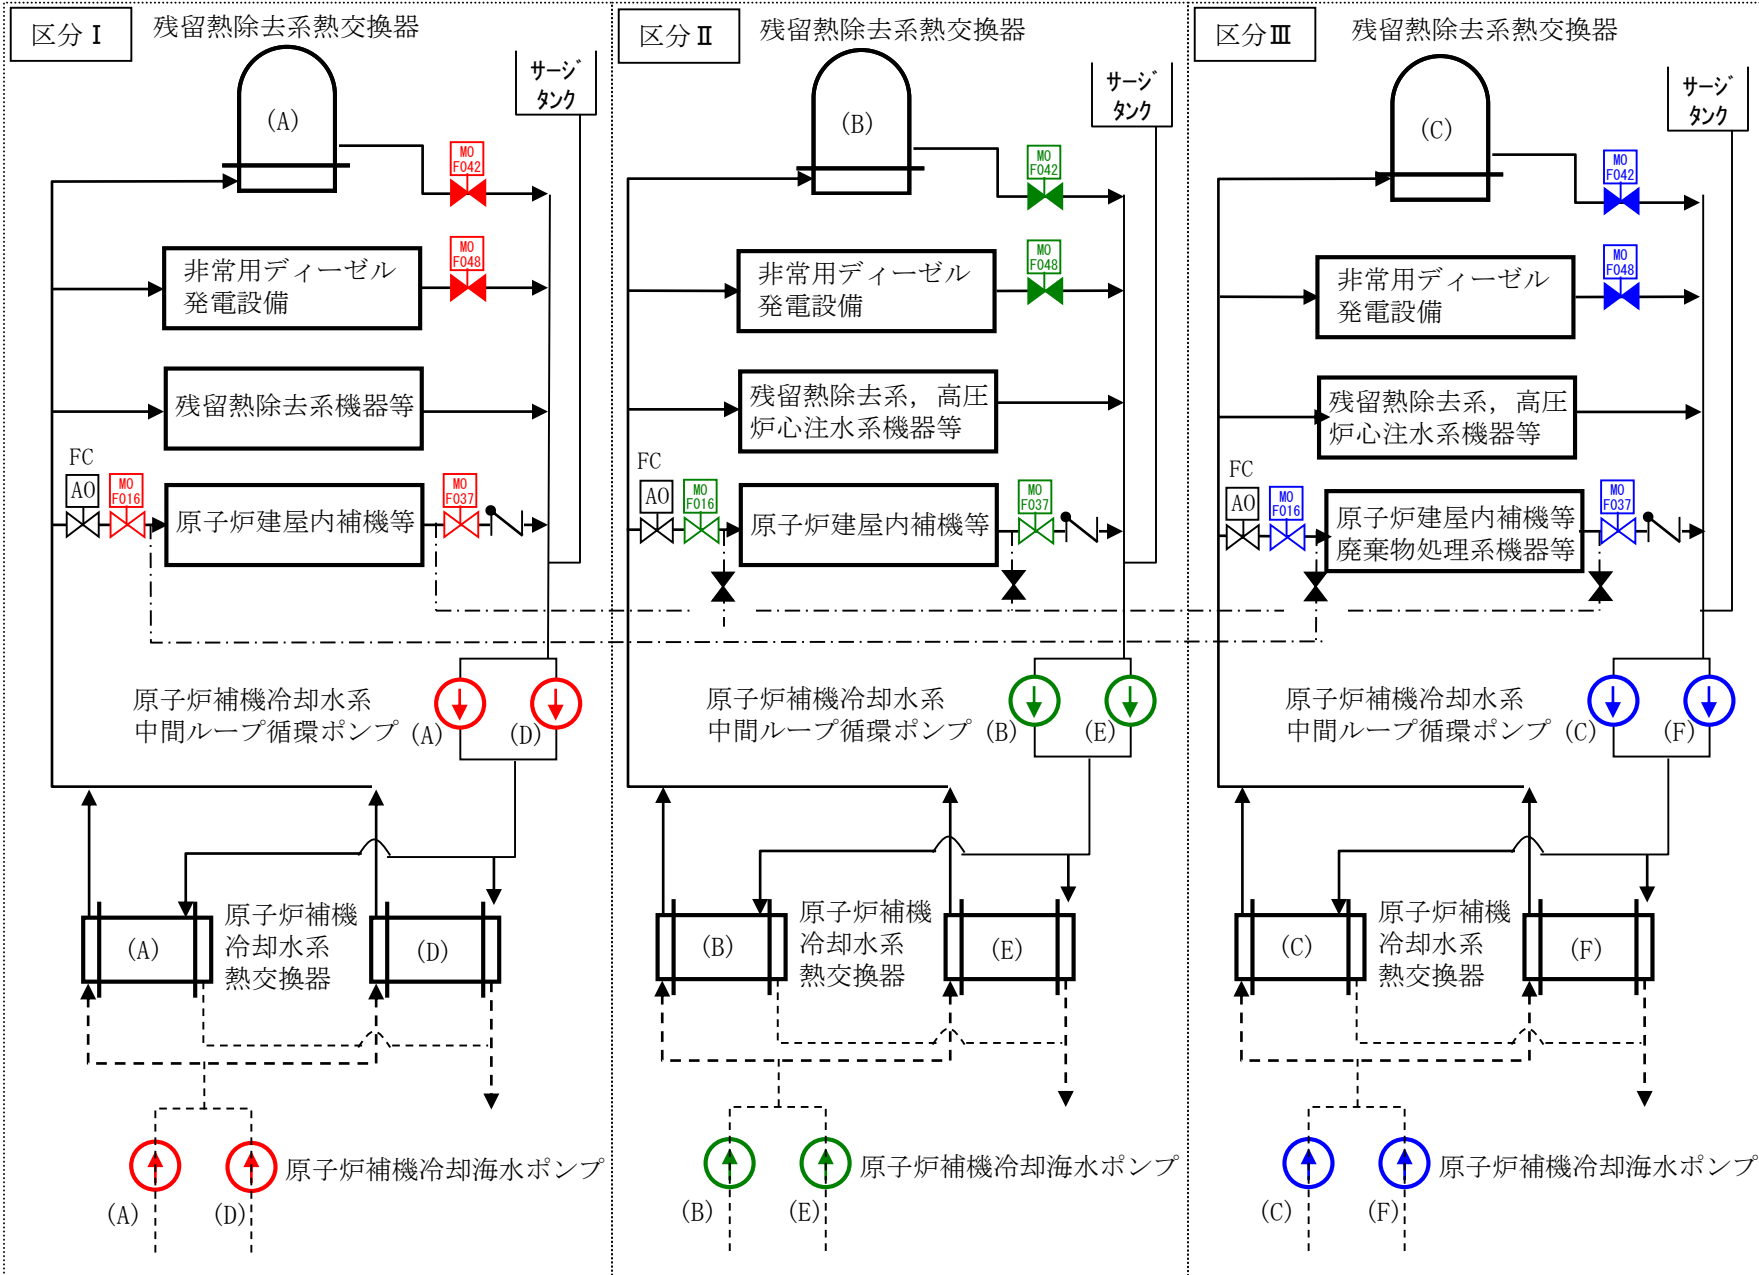 区分Ⅰ
残留熱除去系熱交換器
サージ
タンク
(A)
MO
F042
非常用ディーゼル
発電設備
MO
F048
残留熱除去系機器等
FC
AO
MO
F016
原子炉建屋内補機等
MO
F037
原子炉補機冷却水系
中間ループ循環ポンプ
(A)
(D)
(A)
原子炉補機
冷却水系
熱交換器
(D)
原子炉補機冷却海水ポンプ
(A)
(D)
区分Ⅱ
残留熱除去系熱交換器
サージ
タンク
(B)
MO
F042
非常用ディーゼル
発電設備
MO
F048
残留熱除去系，高圧
炉心注水系機器等
FC
AO
MO
F016
原子炉建屋内補機等
MO
F037
原子炉補機冷却水系
中間ループ循環ポンプ
(B)
(E)
(B)
原子炉補機
冷却水系
熱交換器
(E)
原子炉補機冷却海水ポンプ
(B)
(E)
区分Ⅲ
残留熱除去系熱交換器
サージ
タンク
(C)
MO
F042
非常用ディーゼル
発電設備
MO
F048
残留熱除去系，高圧
炉心注水系機器等
FC
AO
MO
F016
原子炉建屋内補機等
廃棄物処理系機器等
MO
F037
原子炉補機冷却水系
中間ループ循環ポンプ
(C)
(F)
(C)
原子炉補機
冷却水系
熱交換器
(F)
原子炉補機冷却海水ポンプ
(C)
(F)